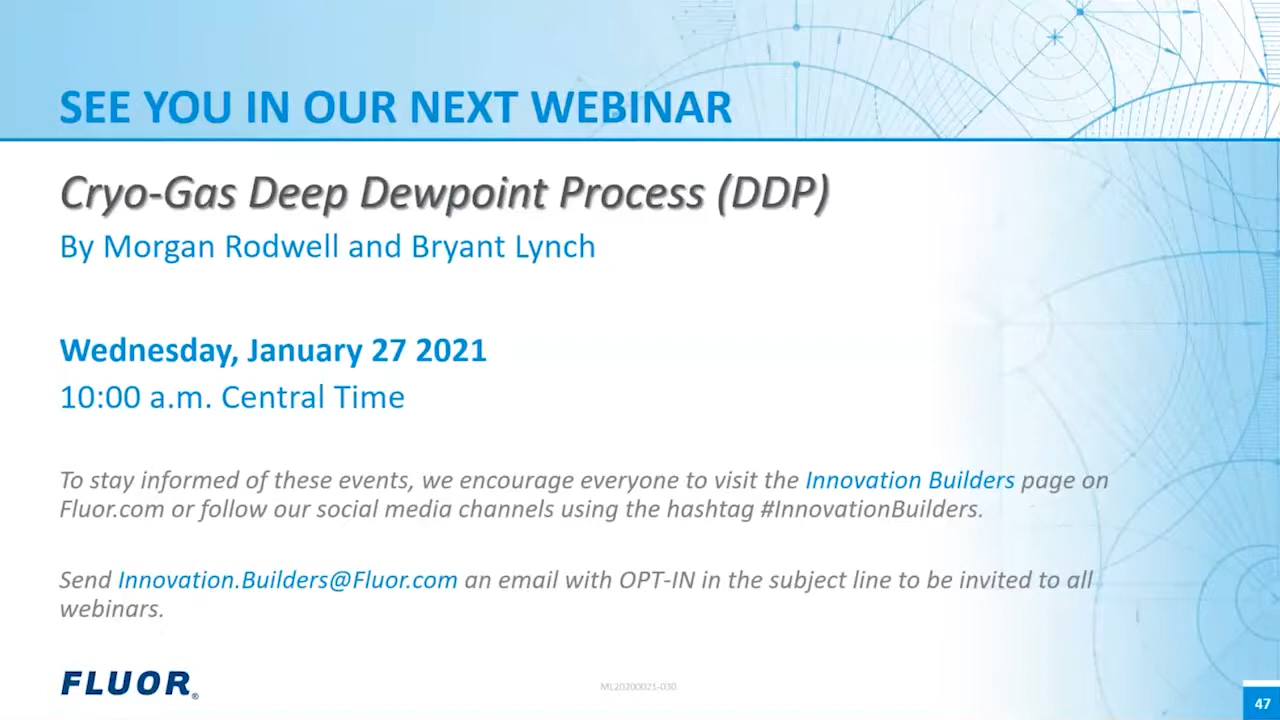 SEE YOU IN OUR NEXT WEBINAR
Cryo-Gas Deep Dewpoint Process (DDP)
By Morgan Rodwell and Bryant Lynch
Wednesday, January 27 2021
10:00 a.m. Central Time
To stay informed of these events, we encourage everyone to visit the Innovation Builders page on
Fluor.com or follow our social media channels using the hashtag #InnovationBuilders.
Send Innovation.Builders@Fluor.com an email with OPT-IN in the subject line to be invited to all
webinars.
FLUOR®
ML20200021-030
47